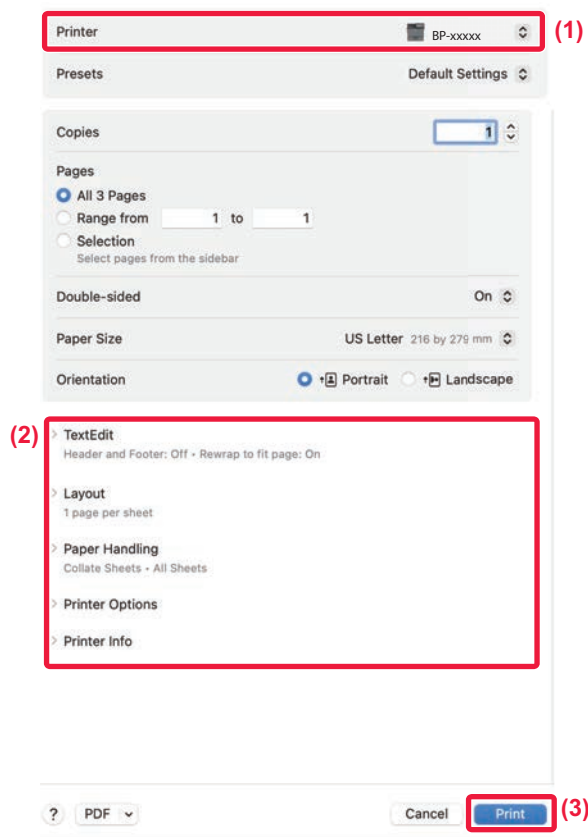 Printer BP-xxxxx (1)
Presets Default Settings
Copies 1
Pages
All 3 Pages
Range from 1 to 1
Selection
Select pages from the sidebar
Double-sided On
Paper Size US Letter 216 by 279 mm
Orientation Portrait Landscape
(2) TextEdit
Header and Footer: Off • Rewrap to fit page: On
Layout
1 page per sheet
Paper Handling
Collate Sheets • All Sheets
Printer Options
Printer Info
? PDF Cancel Print (3)